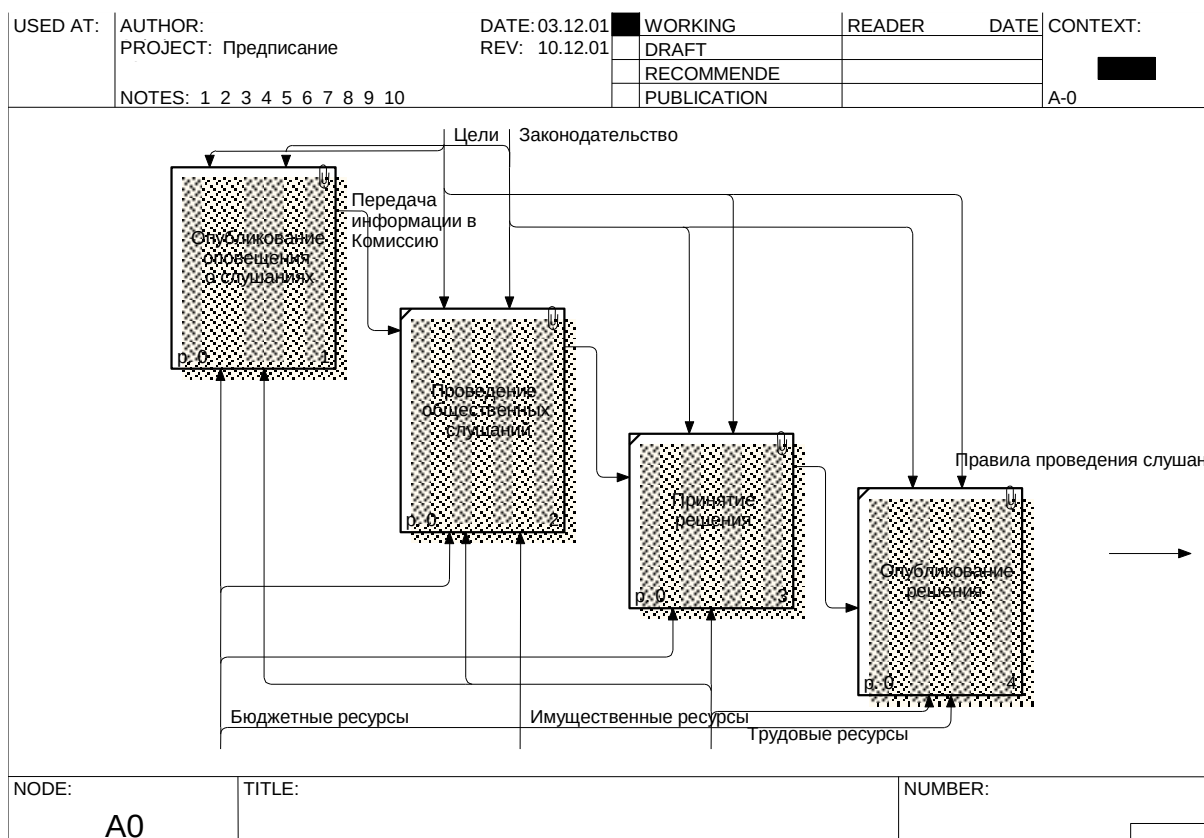 USED AT:
AUTHOR:
DATE: 03.12.01
WORKING
READER
DATE
CONTEXT:
PROJECT: Предписание
REV: 10.12.01
DRAFT
RECOMMENDE
NOTES: 1 2 3 4 5 6 7 8 9 10
PUBLICATION
A-0
Цели
Законодательство
Передача
информации в
Комиссию
Опубликование
оповещения
о слушаниях
р. 0
1
Проведение
общественных
слушаний
р. 0
2
Правила проведения слушан
Принятие
решения
р. 0
3
Опубликование
решения
р. 0
4
Бюджетные ресурсы
Имущественные ресурсы
Трудовые ресурсы
NODE:
TITLE:
NUMBER:
A0